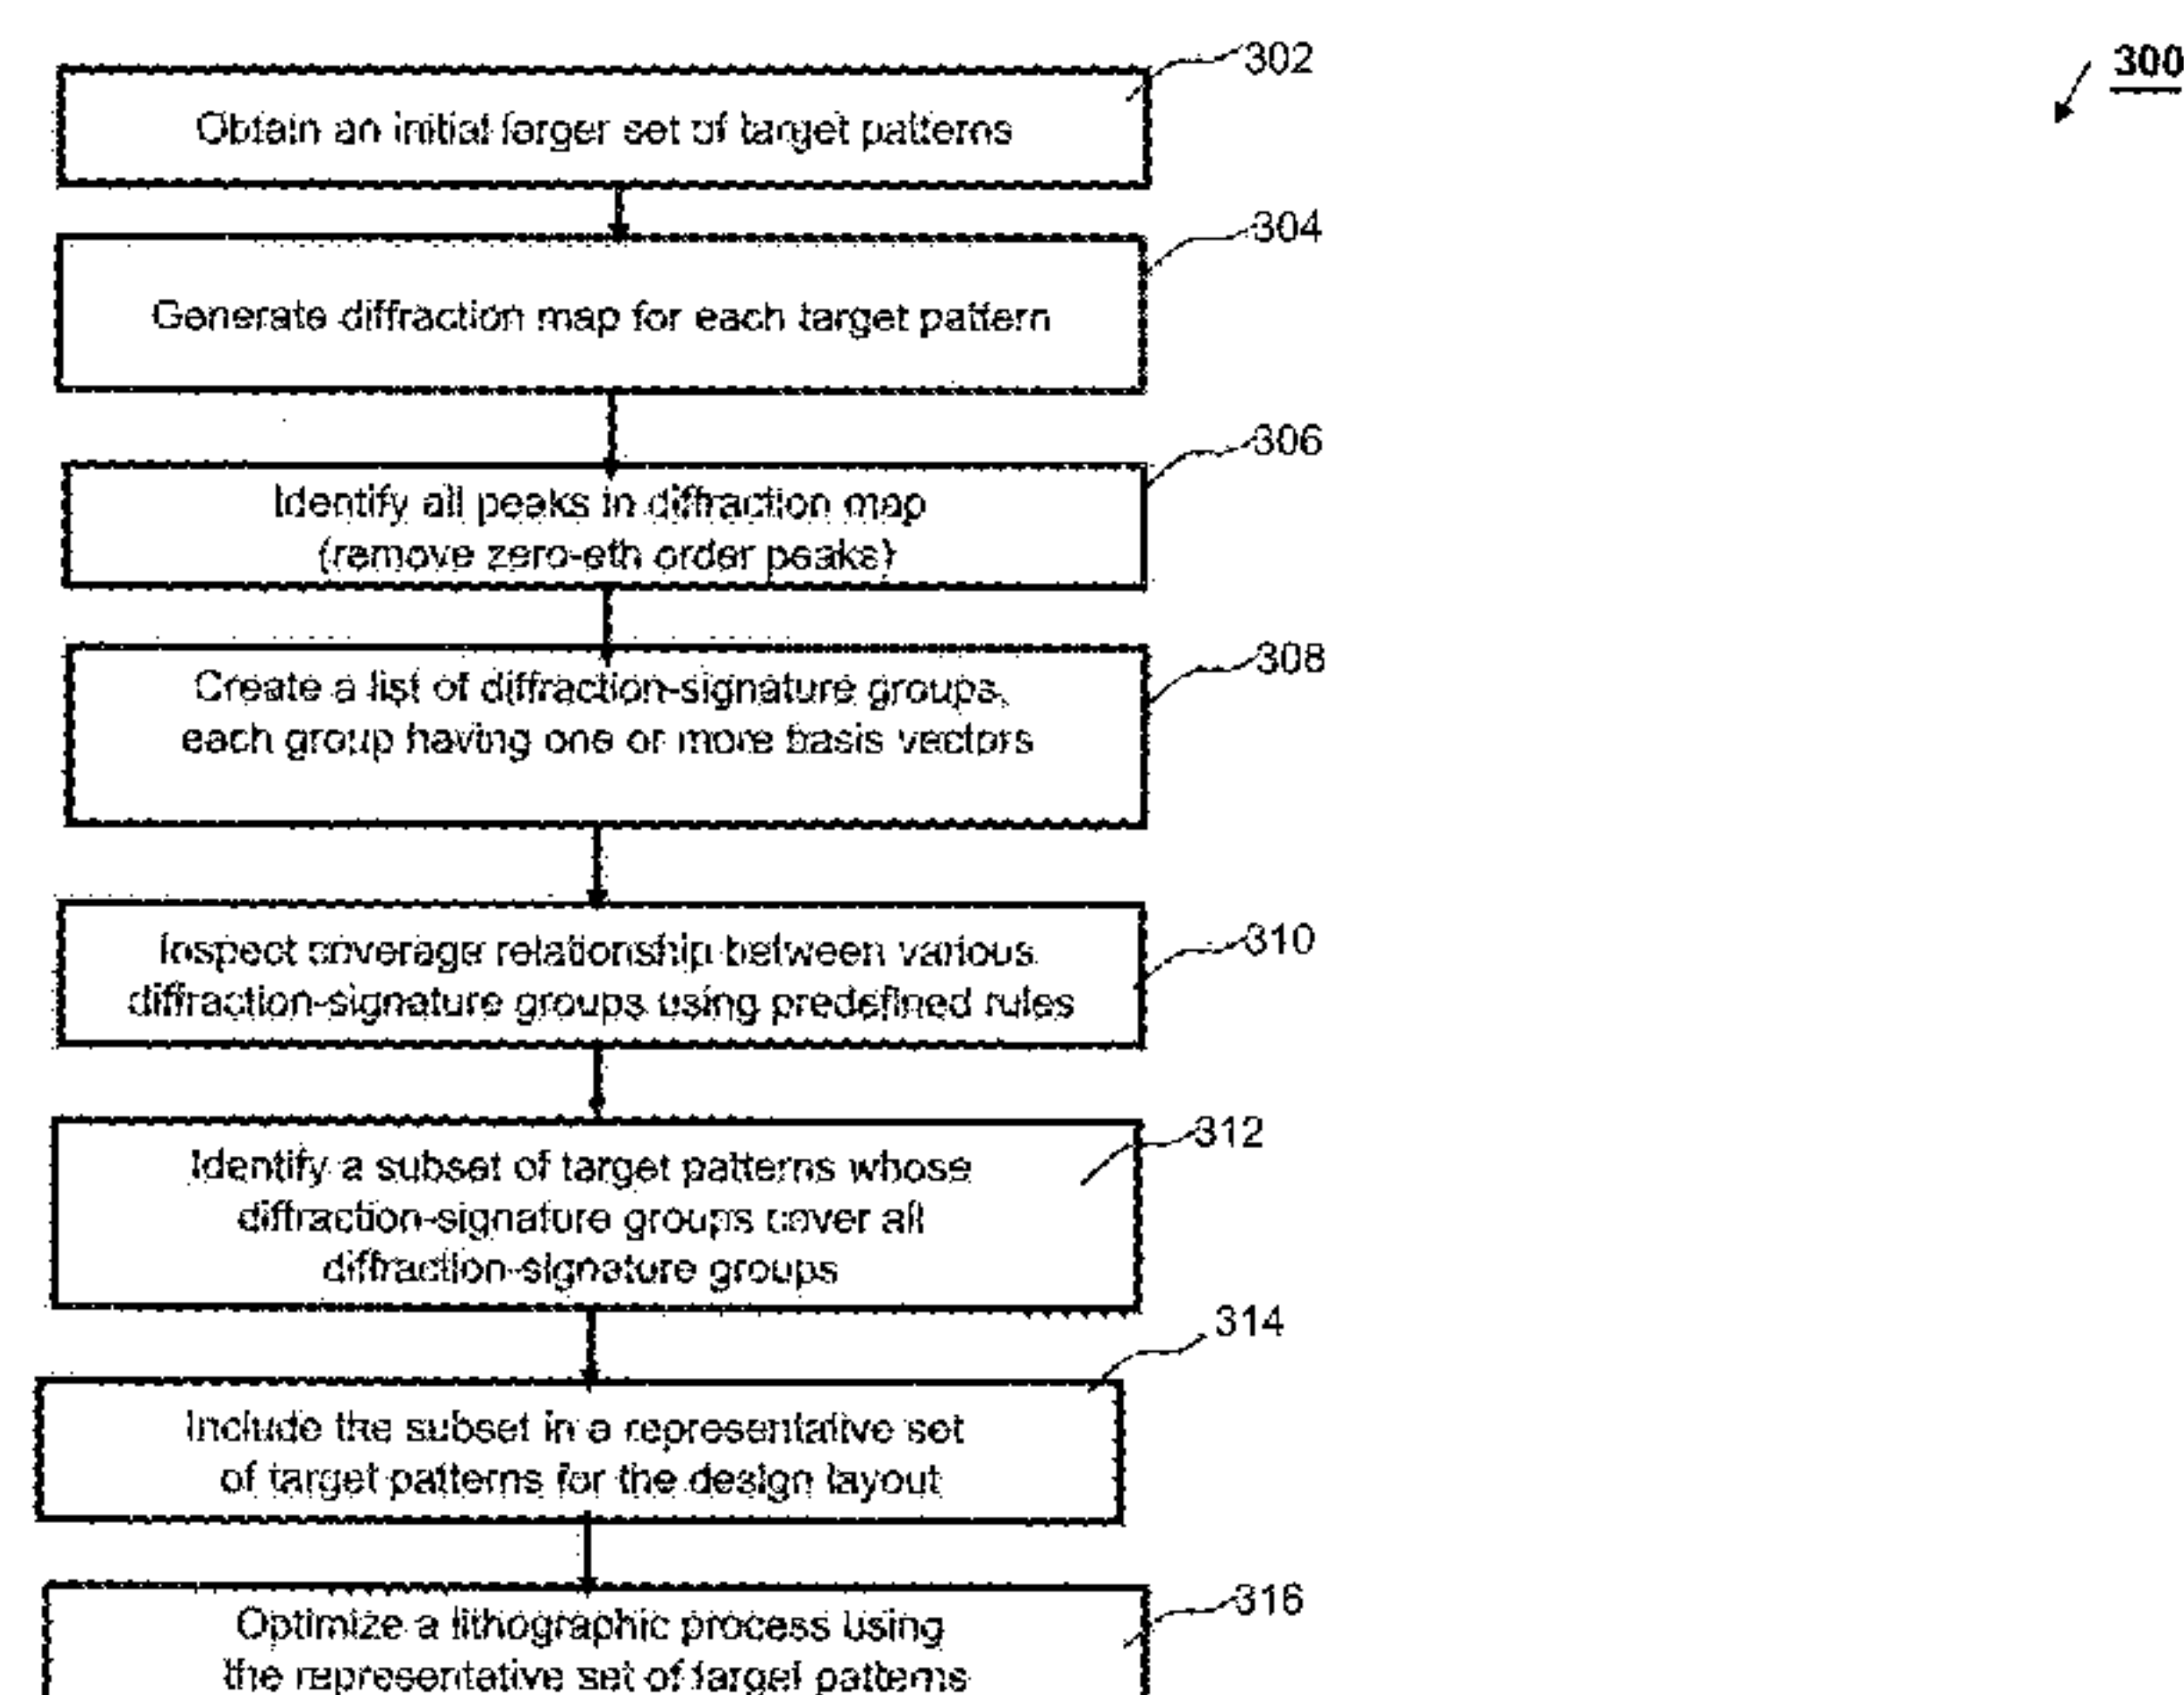 302
300
Obtain an initial larger set of target patterns
304
Generate diffraction map for each target pattern
306
Identify all peaks in diffraction map
(remove zero-eth order peaks)
308
Create a list of diffraction-signature groups,
each group having one or more basis vectors
310
Inspect coverage relationship between various
diffraction-signature groups using predefined rules
312
Identify a subset of target patterns whose
diffraction-signature groups cover all
diffraction-signature groups
314
Include the subset in a representative set
of target patterns for the design layout
316
Optimize a lithographic process using
the representative set of target patterns